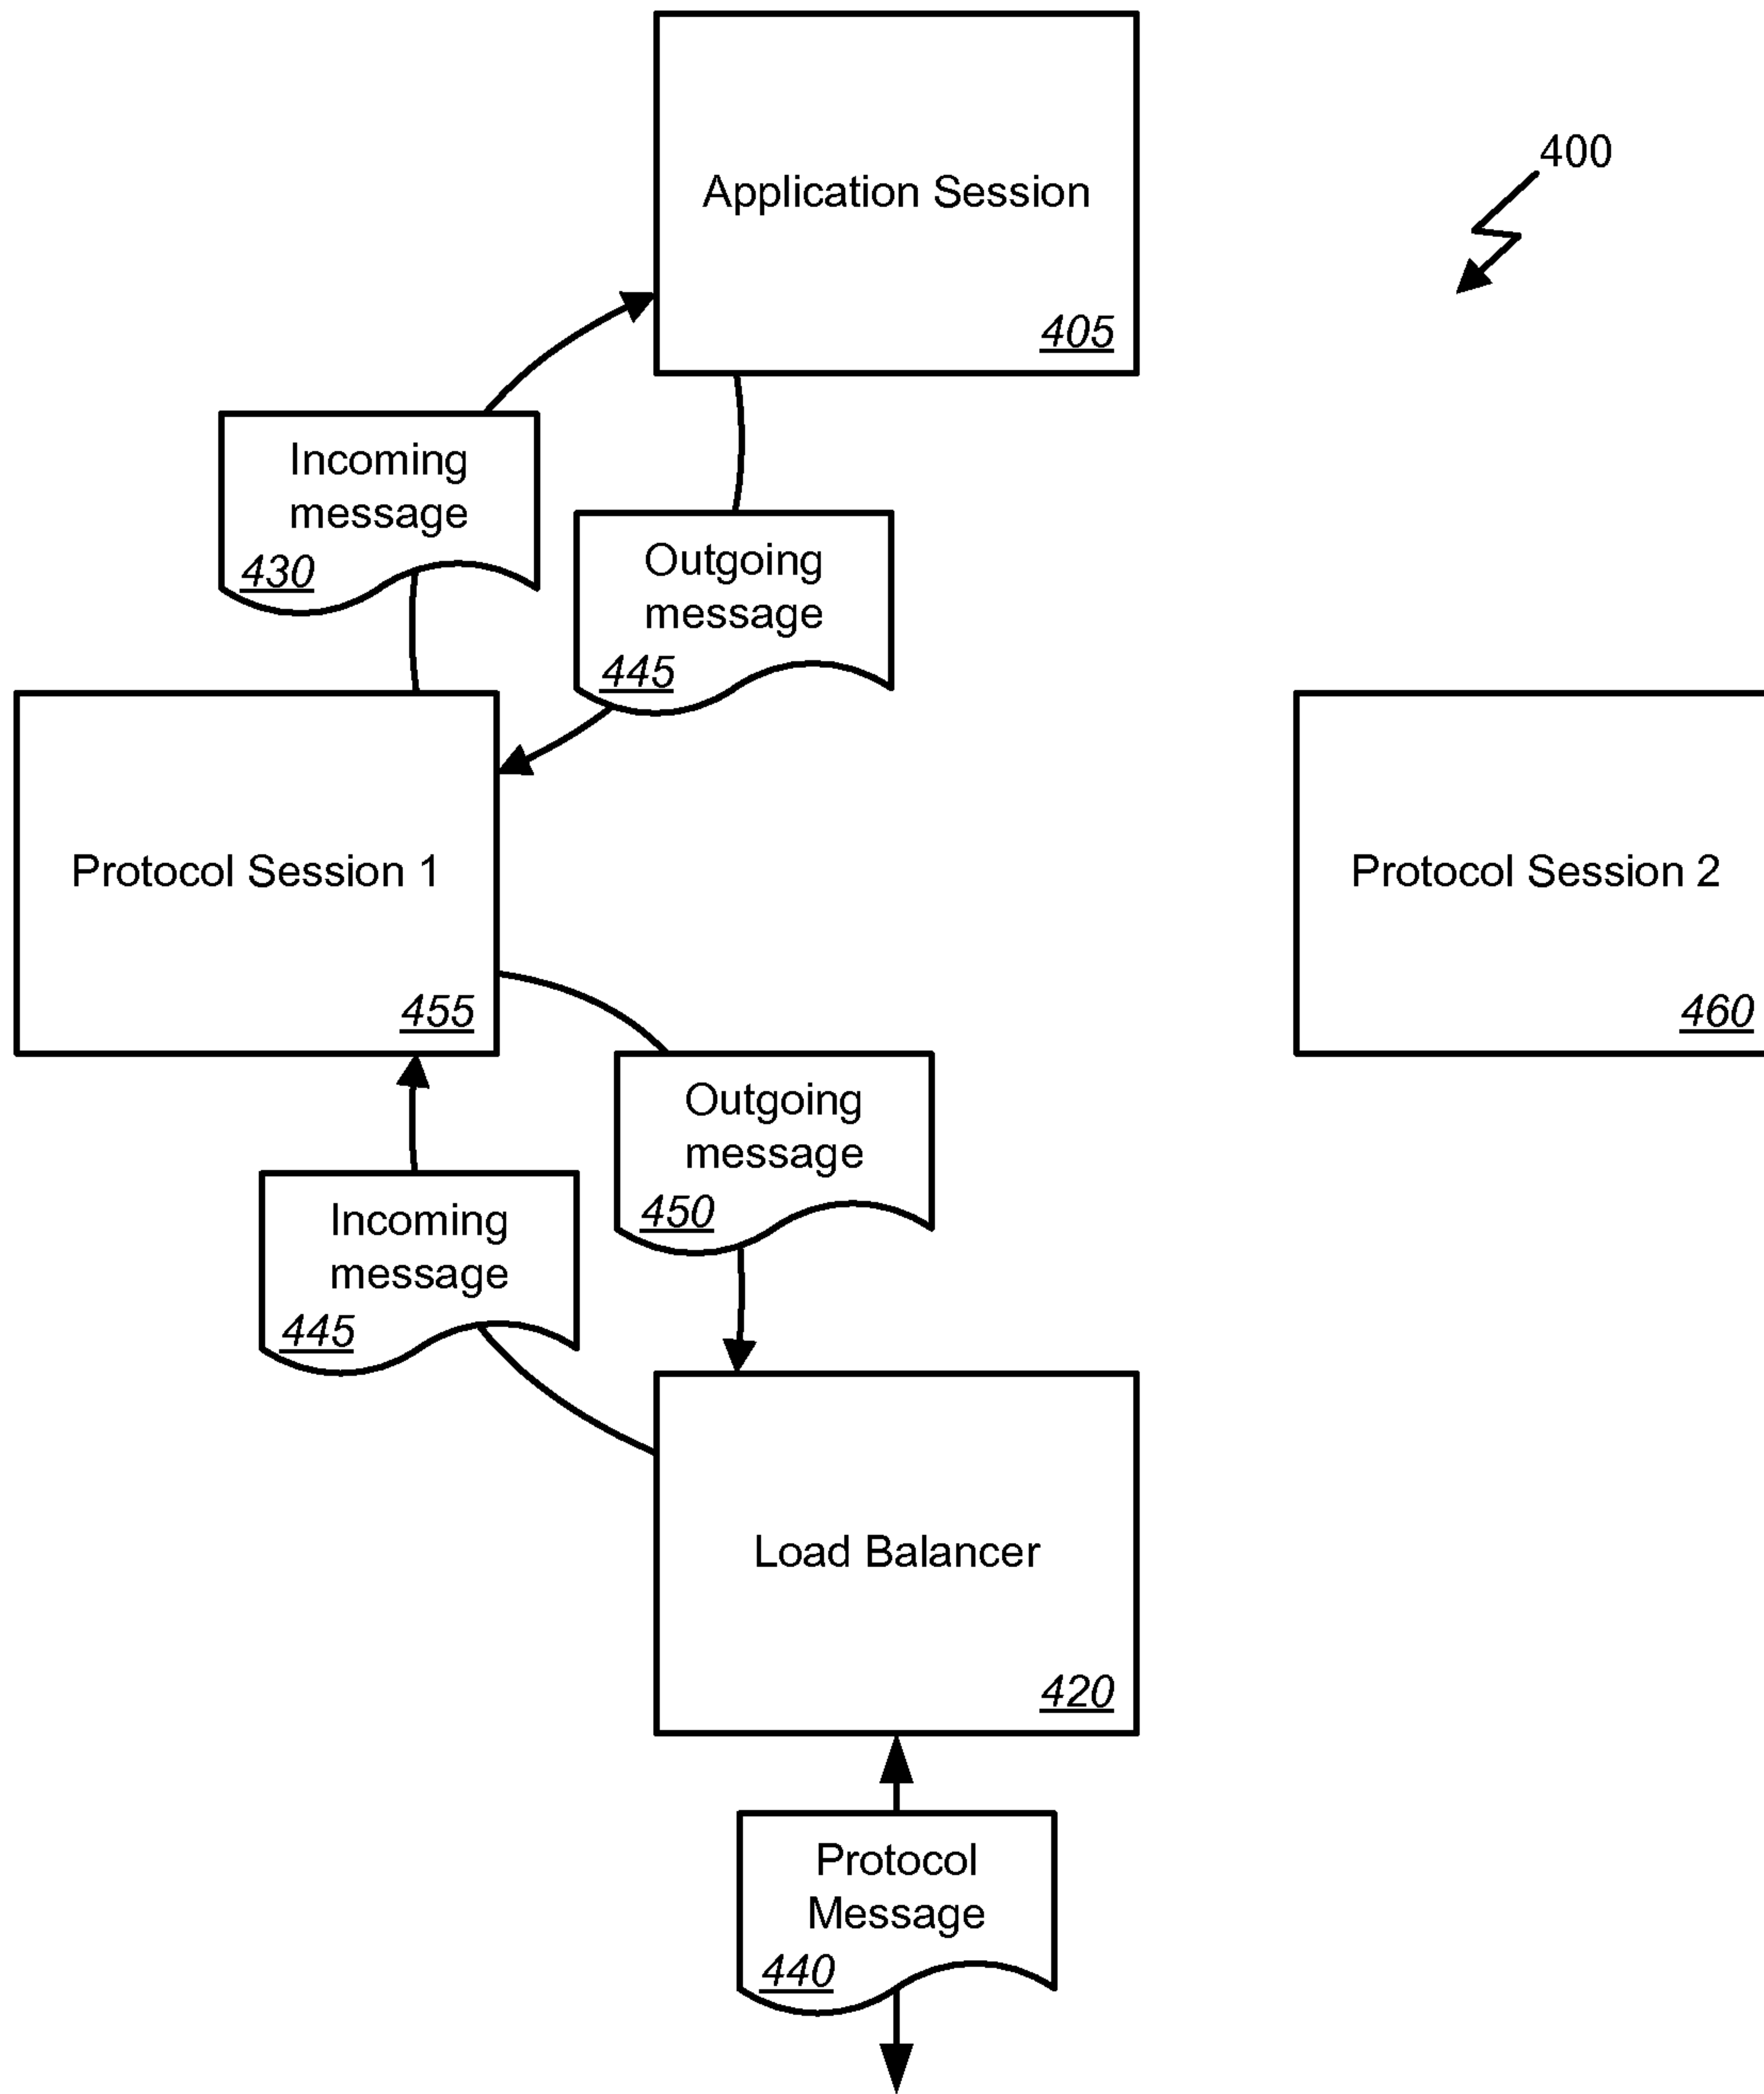 400
Application Session
405
Incoming
message
430
Outgoing
message
445
Protocol Session 1
455
Protocol Session 2
460
Outgoing
message
450
Incoming
message
445
Load Balancer
420
Protocol
Message
440